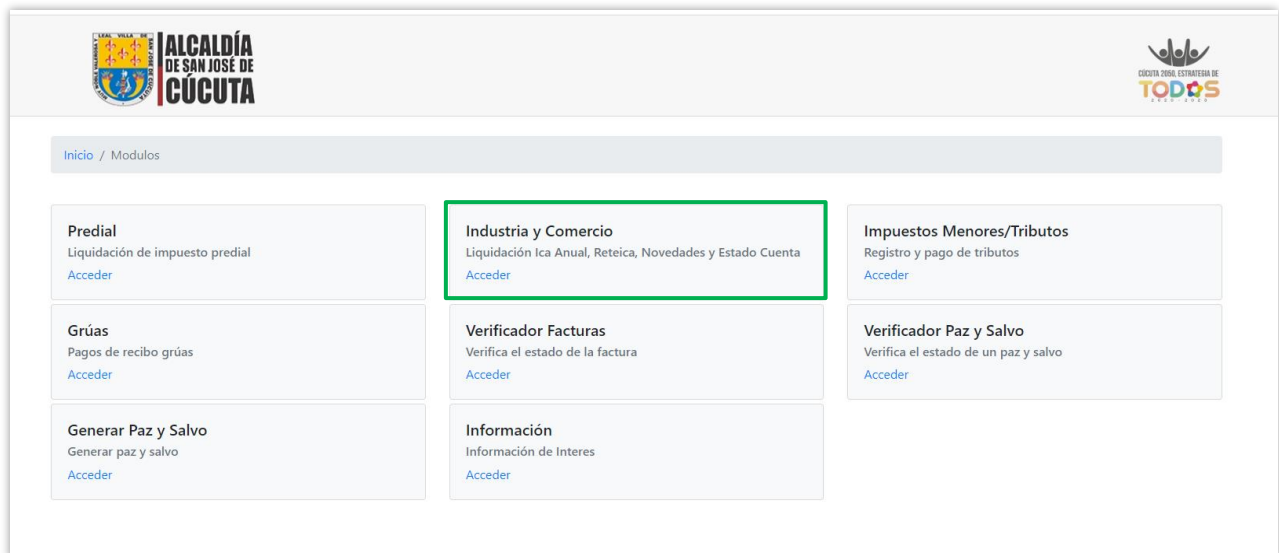 ALCALDÍA
DE SAN JOSÉ DE
CÚCUTA
CÚCUTA 2050, ESTRATEGIA DE
TODOS
Inicio / Modulos
Predial
Liquidación de impuesto predial
Acceder
Industria y Comercio
Liquidación Ica Anual, Reteica, Novedades y Estado Cuenta
Acceder
Impuestos Menores/Tributos
Registro y pago de tributos
Acceder
Grúas
Pagos de recibo grúas
Acceder
Verificador Facturas
Verifica el estado de la factura
Acceder
Verificador Paz y Salvo
Verifica el estado de un paz y salvo
Acceder
Generar Paz y Salvo
Generar paz y salvo
Acceder
Información
Información de Interes
Acceder